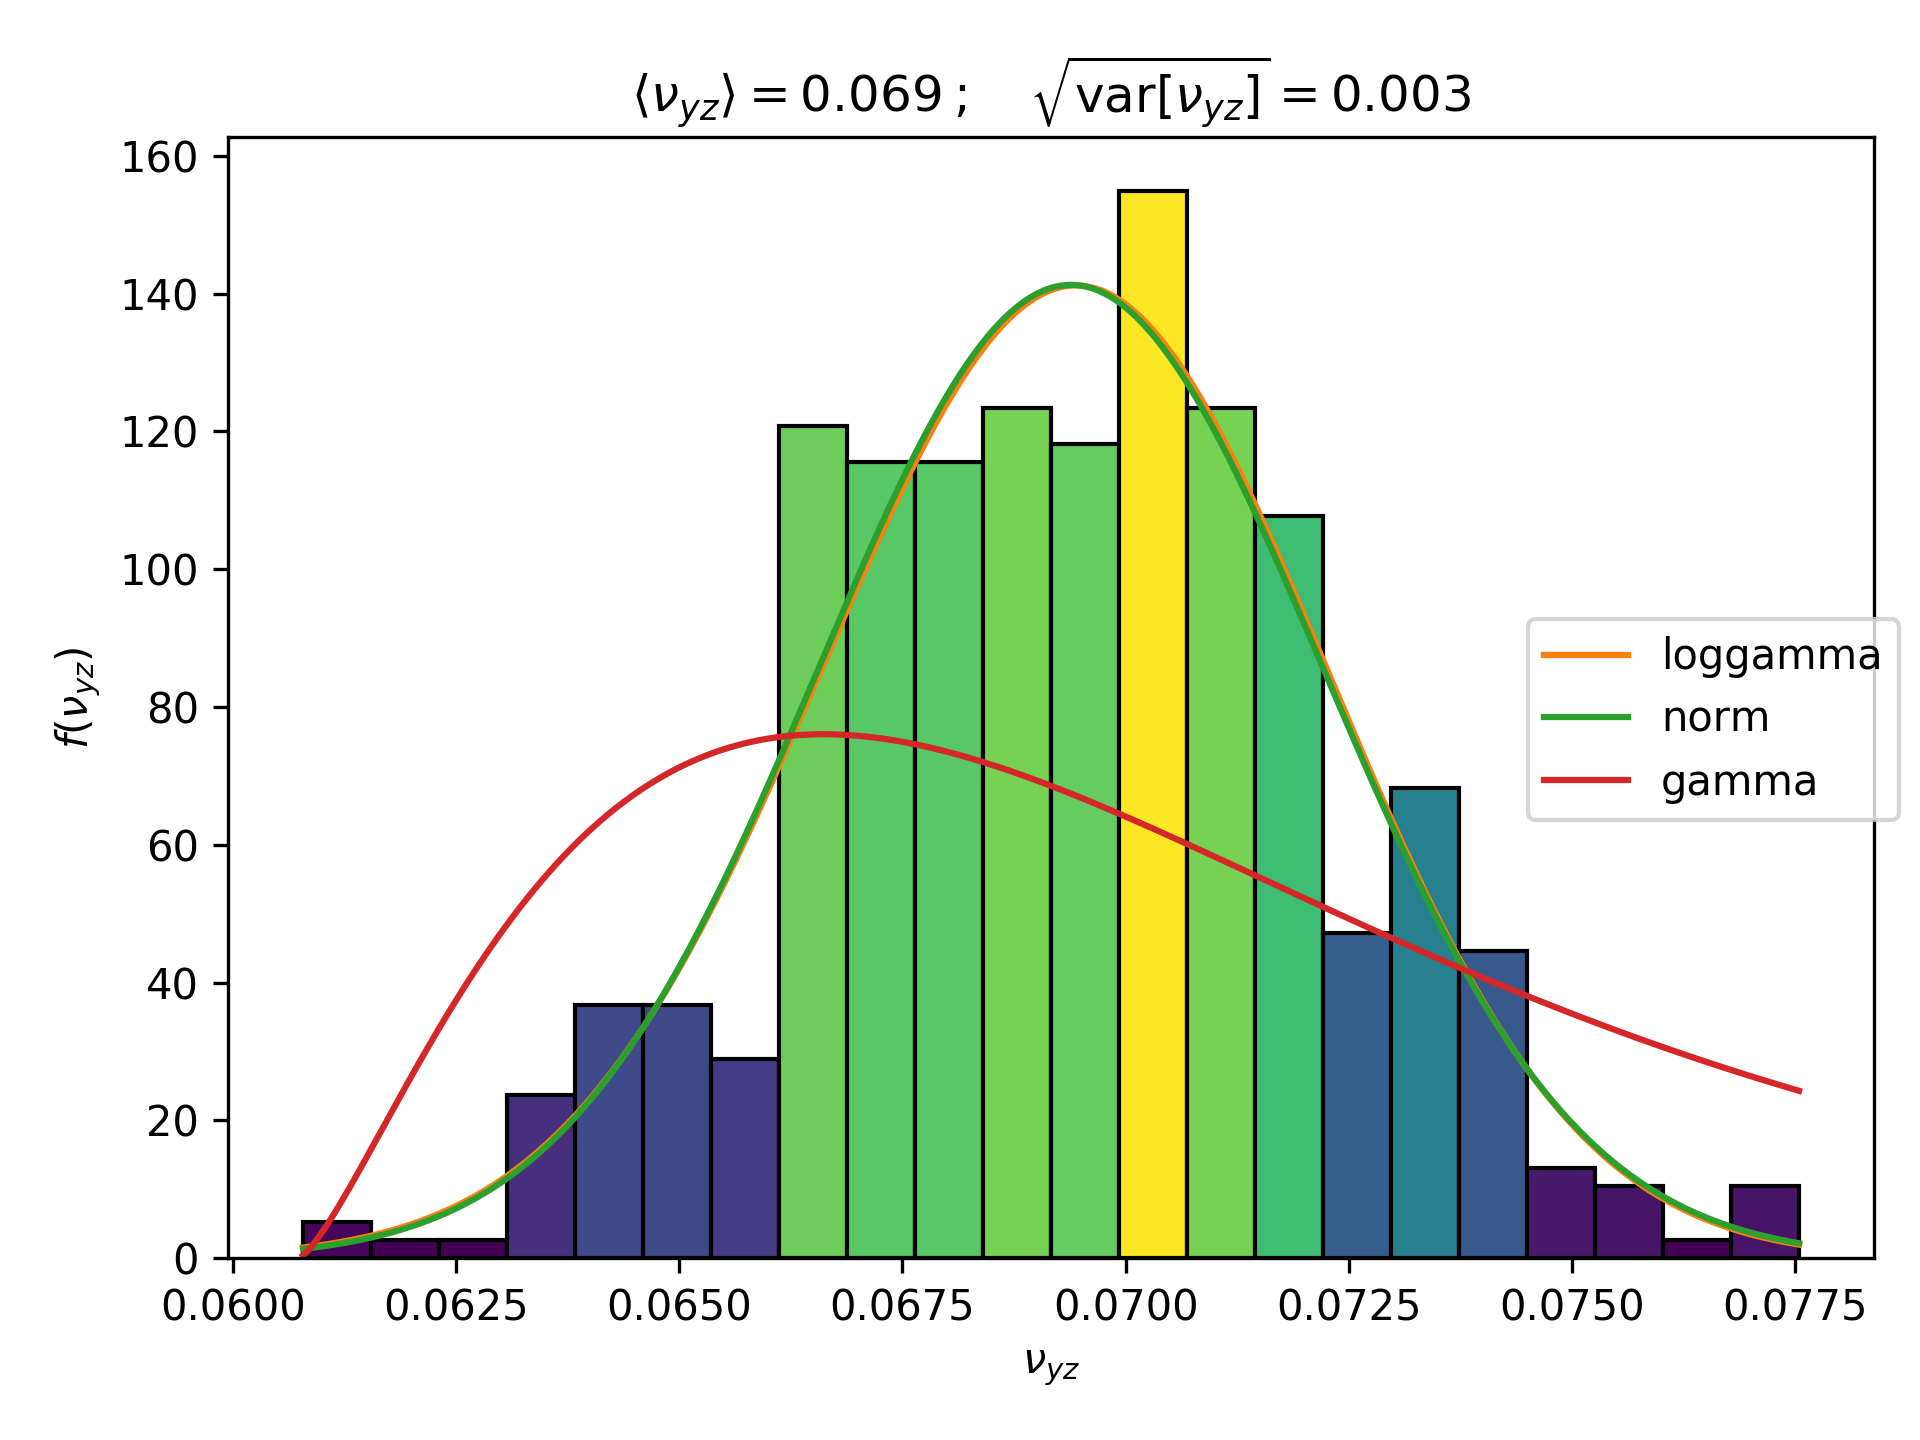 ⟨ν_yz⟩ = 0.069 ; √var[ν_yz] = 0.003
160
140
120
100
80
60
40
20
0
f(ν_yz)
loggamma
norm
gamma
0.0600 0.0625 0.0650 0.0675 0.0700 0.0725 0.0750 0.0775
ν_yz